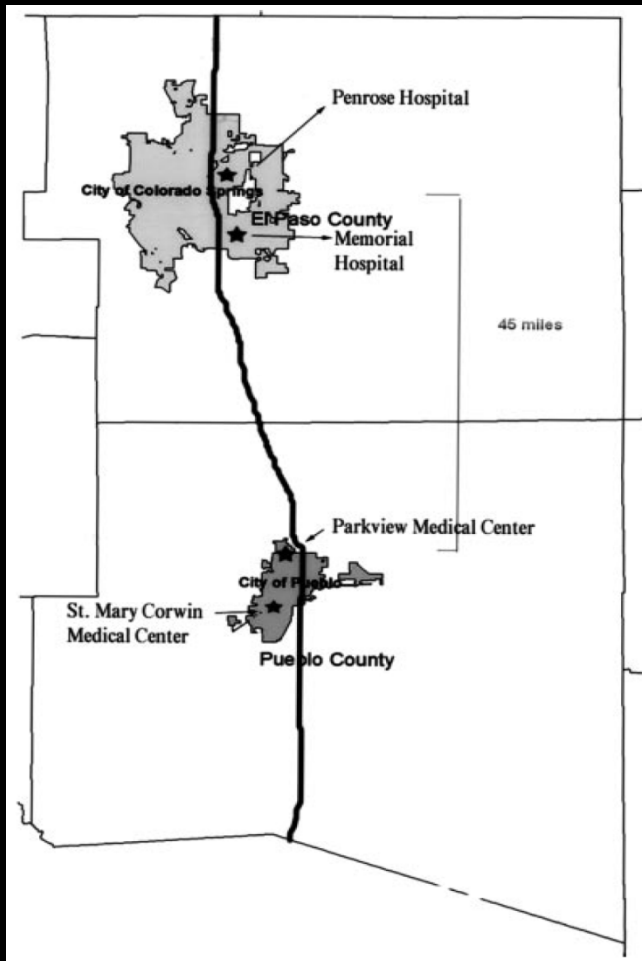 Penrose Hospital
City of Colorado Springs
El Paso County
Memorial
Hospital
45 miles
Parkview Medical Center
City of Pueblo
St. Mary Corwin
Medical Center
Pueblo County